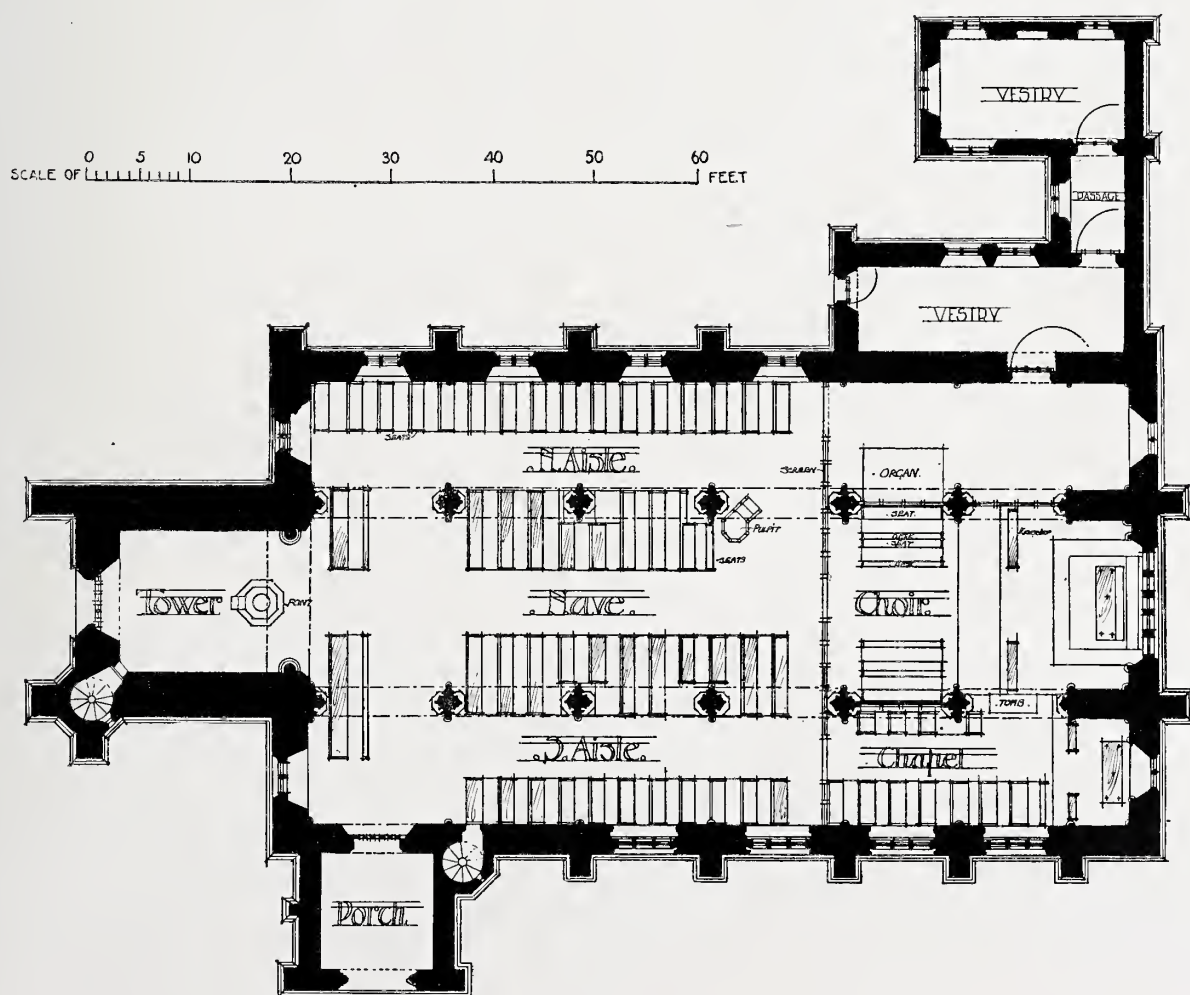 VESTRY
0 5 10 20 30 40 50 60
SCALE OF FEET
PASSAGE
VESTRY
SEATS
N. Aisle.
SCREEN
ORGAN.
SEAT.
PULPIT
SEAT
SEATS
Tower
FONT
Nave.
Choir.
TOMB.
S. Aisle.
Chapel
Porch.